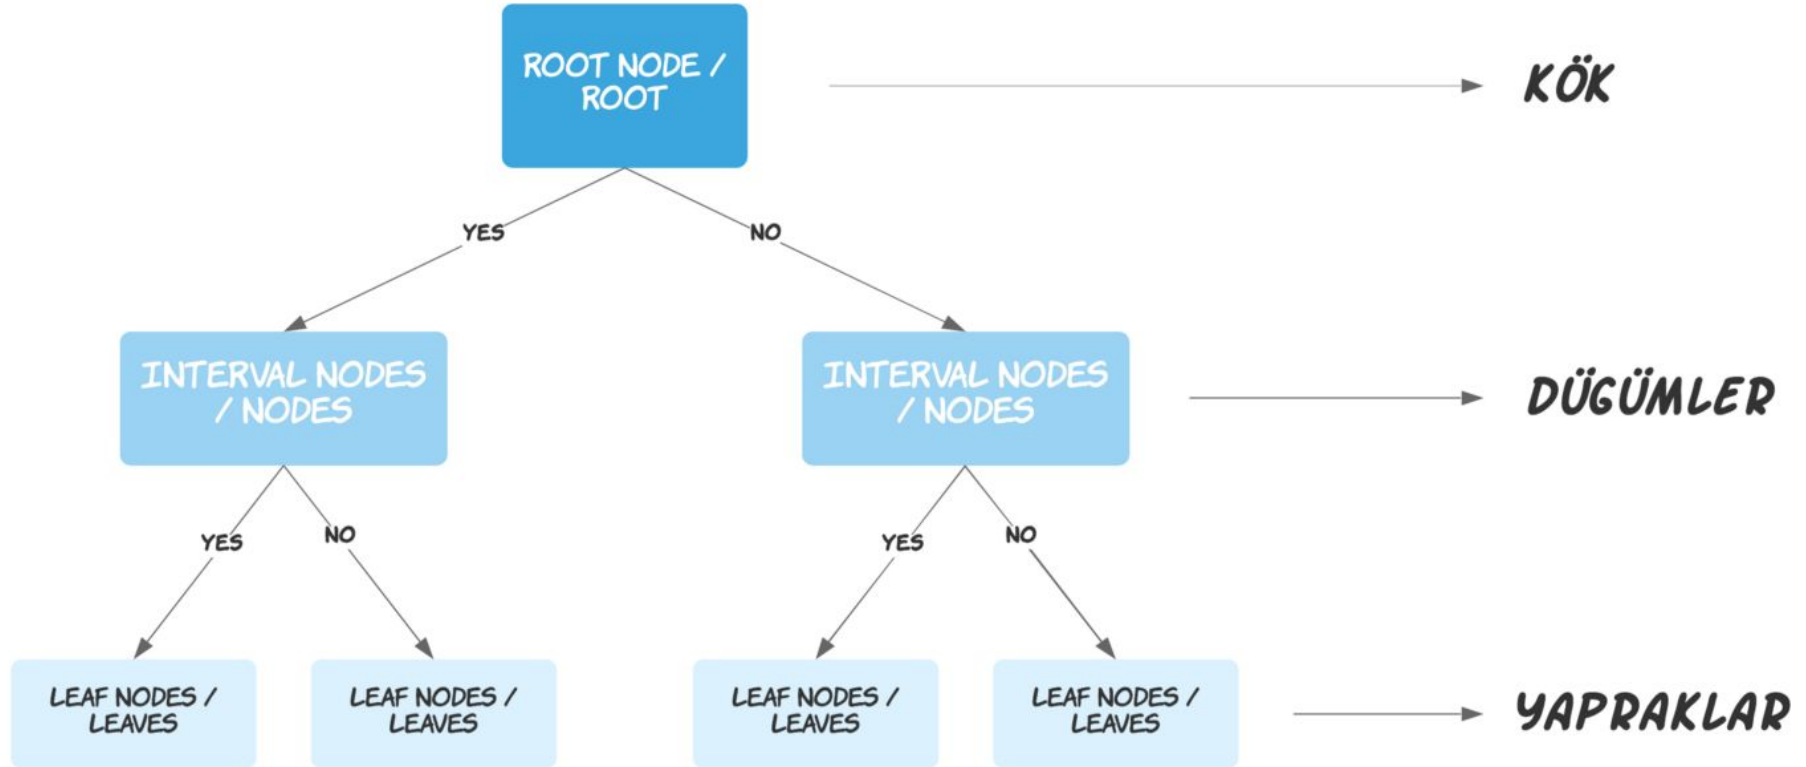 ROOT NODE /
ROOT
KÖK
YES
NO
INTERVAL NODES
/ NODES
INTERVAL NODES
/ NODES
DÜGÜMLER
YES
NO
YES
NO
LEAF NODES /
LEAVES
LEAF NODES /
LEAVES
LEAF NODES /
LEAVES
LEAF NODES /
LEAVES
YAPRAKLAR